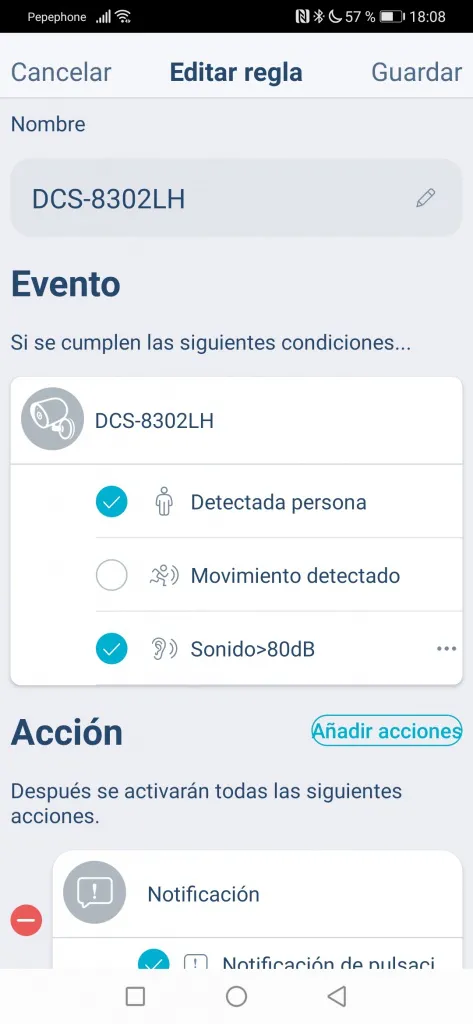 Pepephone 57 % 18:08
Cancelar Editar regla Guardar
Nombre
DCS-8302LH
Evento
Si se cumplen las siguientes condiciones...
DCS-8302LH
Detectada persona
Movimiento detectado
Sonido>80dB
Acción Añadir acciones
Después se activarán todas las siguientes
acciones.
Notificación
Notificación de pulsaci